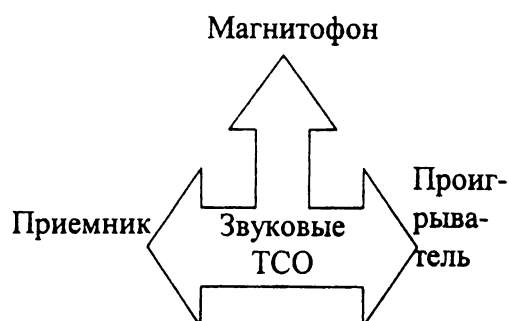 Магнитофон
Приемник
Звуковые
ТСО
Проиг-
рыва-
тель